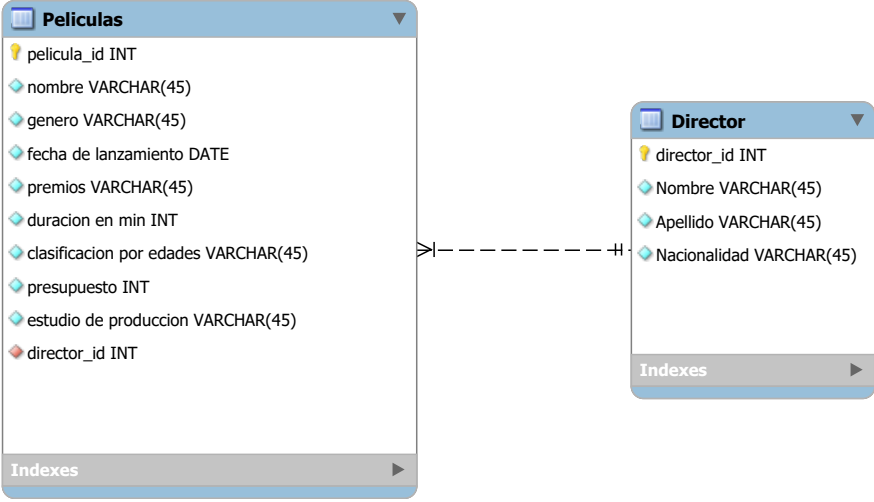 Peliculas
pelicula_id INT
nombre VARCHAR(45)
genero VARCHAR(45)
fecha de lanzamiento DATE
premios VARCHAR(45)
duracion en min INT
clasificacion por edades VARCHAR(45)
presupuesto INT
estudio de produccion VARCHAR(45)
director_id INT
Indexes
Director
director_id INT
Nombre VARCHAR(45)
Apellido VARCHAR(45)
Nacionalidad VARCHAR(45)
Indexes